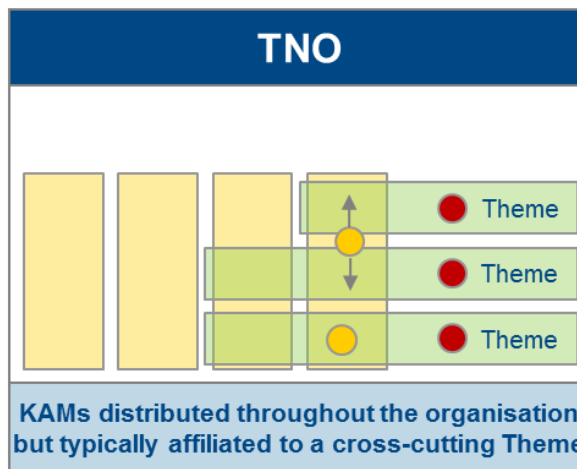 TNO
Theme
Theme
Theme
KAMs distributed throughout the organisation
but typically affiliated to a cross-cutting Theme